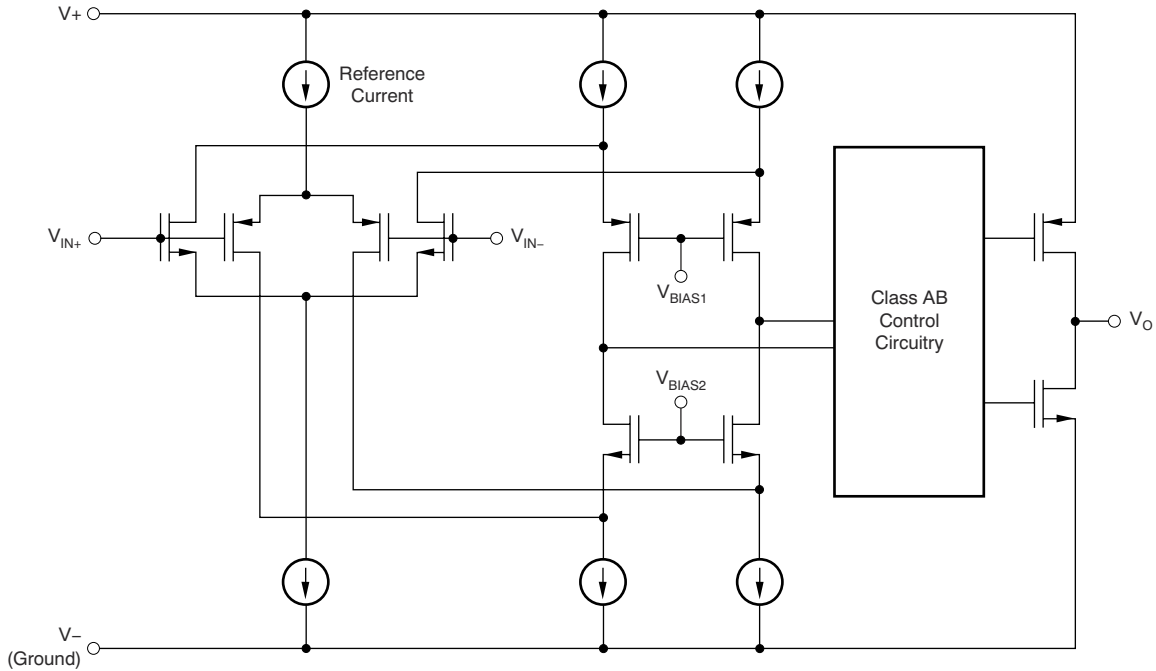 V+
Reference
Current
VIN+
VIN−
VBIAS1
VBIAS2
Class AB
Control
Circuitry
VO
V−
(Ground)